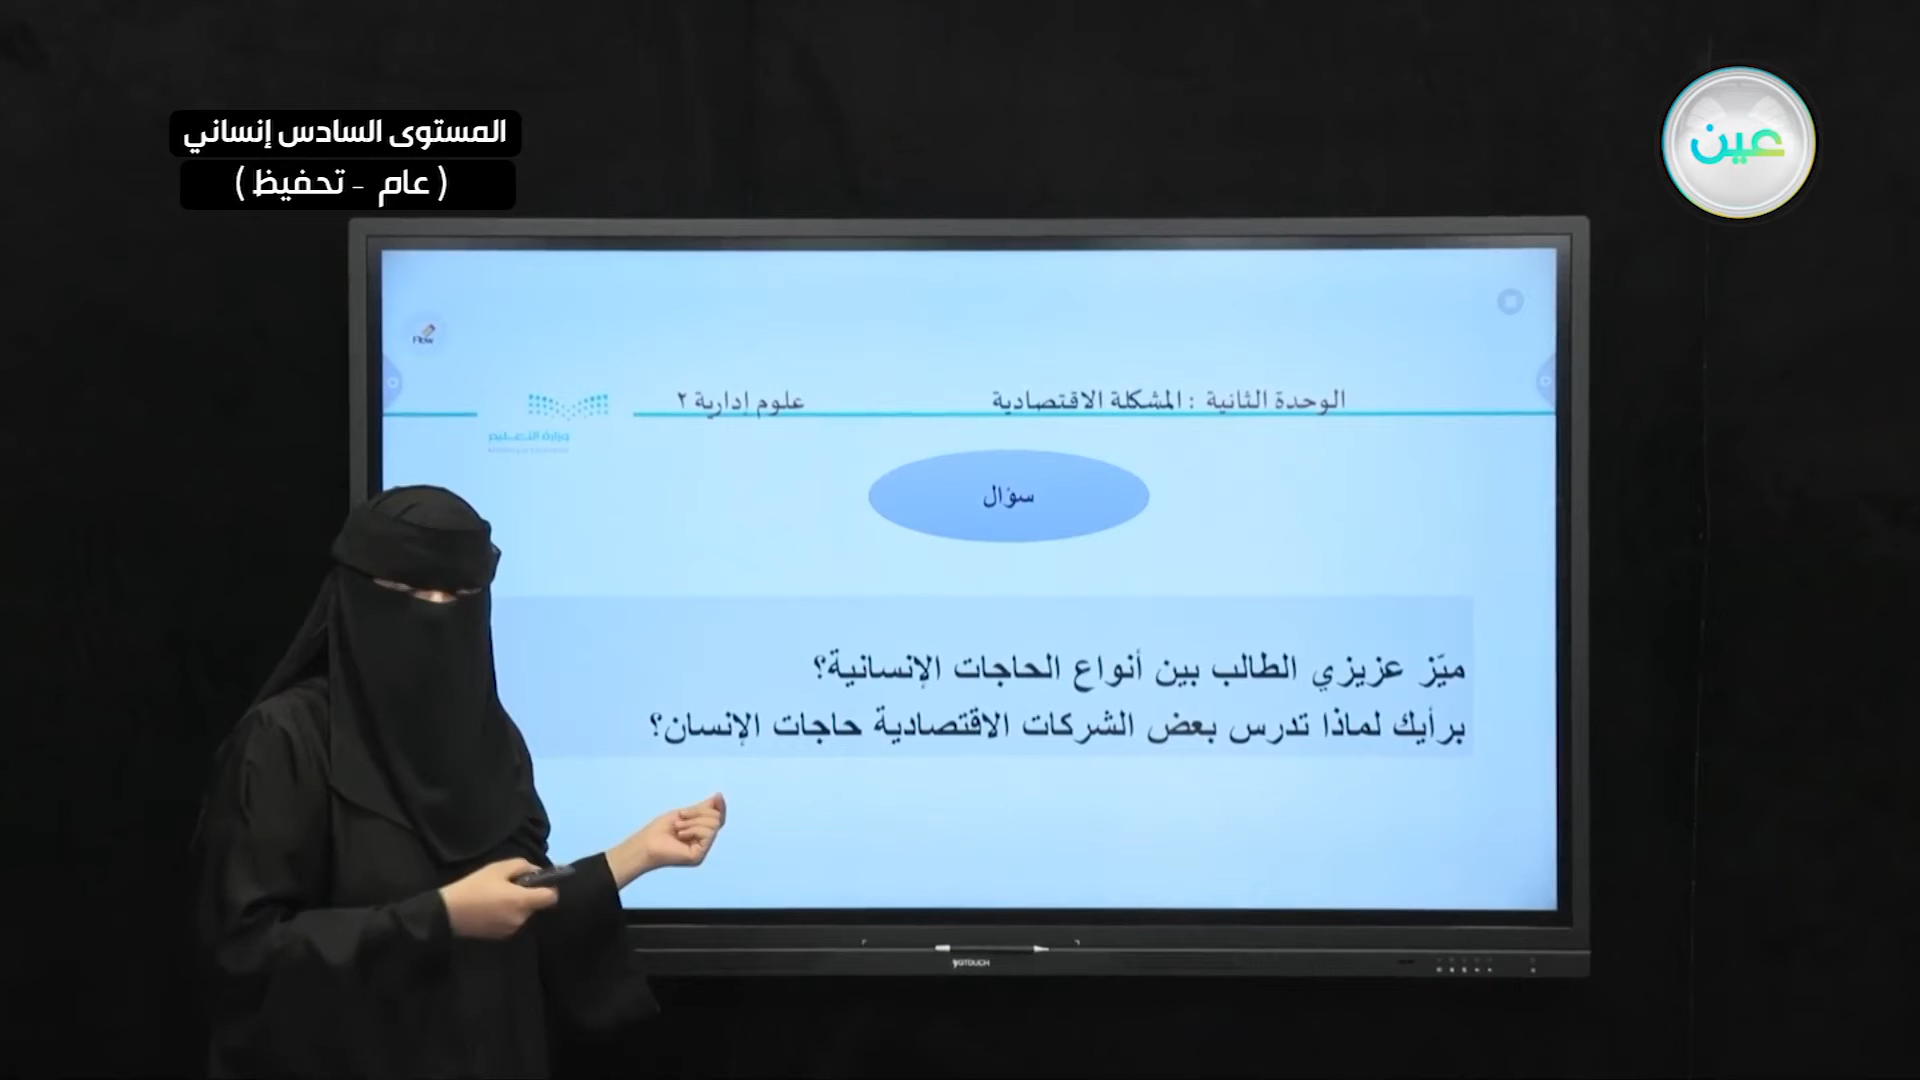 المستوى السادس إنساني
( عام - تحفيظ )
عين
Flow
الوحدة الثانية : المشكلة الاقتصادية
علوم إدارية ٢
وزارة التعليم
سؤال
ميّز عزيزي الطالب بين أنواع الحاجات الإنسانية؟
برأيك لماذا تدرس بعض الشركات الاقتصادية حاجات الإنسان؟